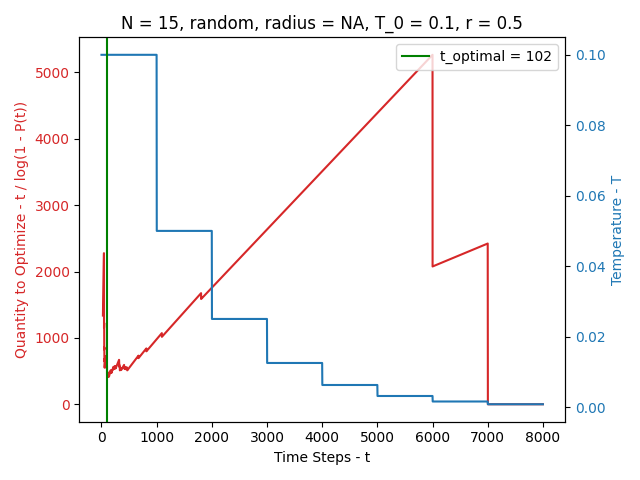 N = 15, random, radius = NA, T_0 = 0.1, r = 0.5
t_optimal = 102
Quantity to Optimize - t / log(1 - P(t))
5000
4000
3000
2000
1000
0
0.10
0.08
0.06
0.04
0.02
0.00
Temperature - T
0 1000 2000 3000 4000 5000 6000 7000 8000
Time Steps - t